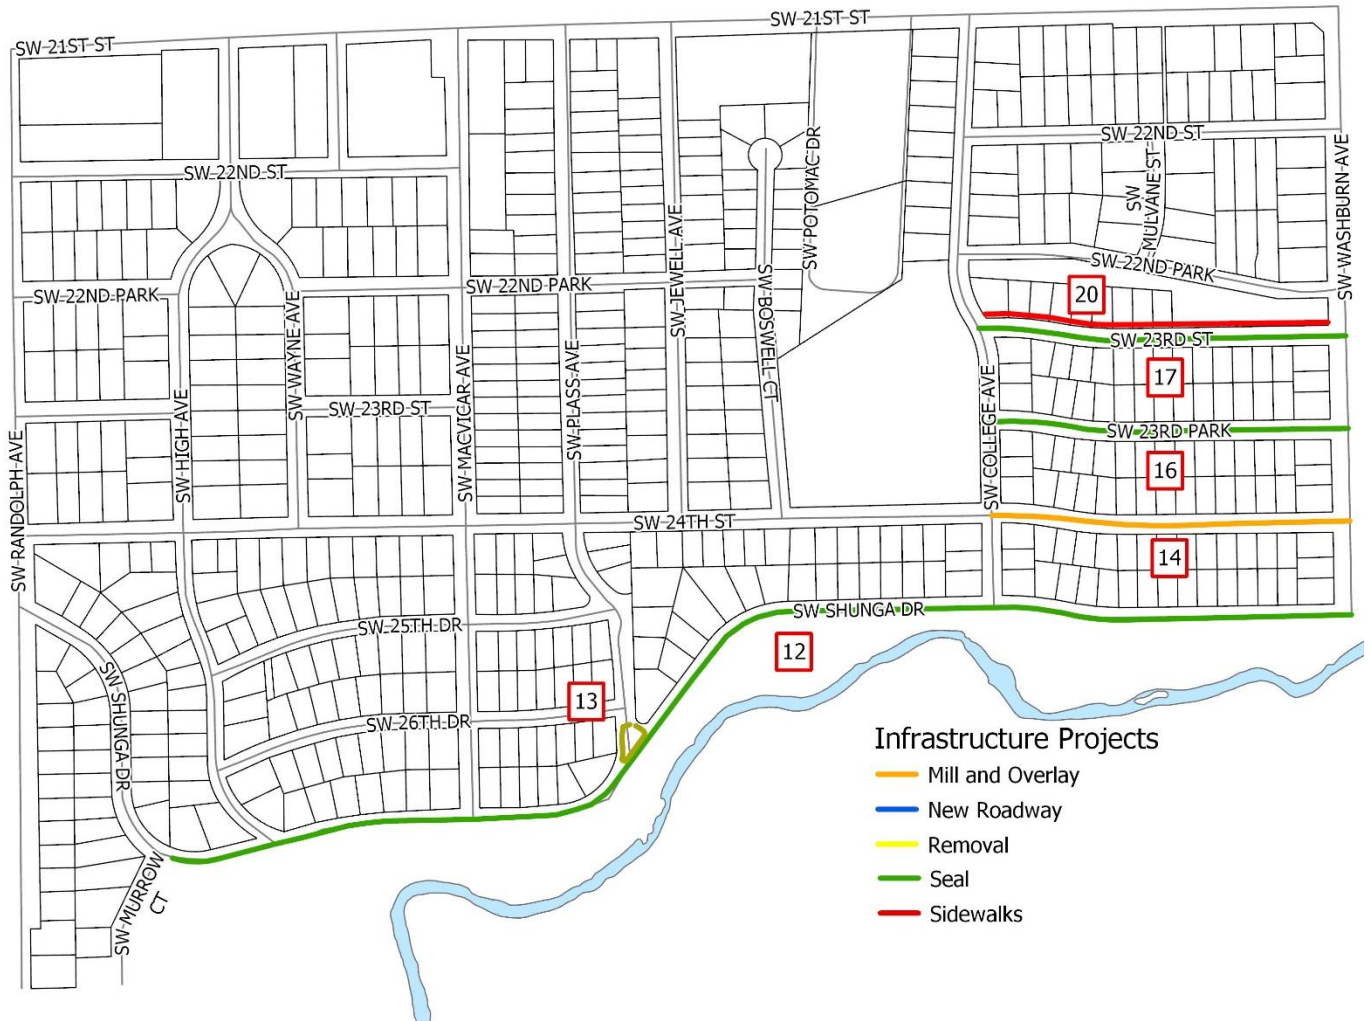 SW 21ST ST
SW 21ST ST
SW 22ND ST
SW 22ND ST
SW
MULVANE ST
SW WASHBURN AVE
SW POTOMAC DR
SW JEWELL AVE
SW BOSWELL CT
SW 22ND PARK
SW 22ND PARK
SW 22ND PARK
20
SW WAYNE AVE
SW HIGH AVE
SW MACVICAR AVE
SW PLASS AVE
SW 23RD ST
SW 23RD ST
17
SW COLLEGE AVE
SW 23RD PARK
16
SW RANDOLPH AVE
SW 24TH ST
14
SW SHUNGA DR
SW 25TH DR
12
SW SHUNGA DR
13
SW 26TH DR
SW MURROW
CT
Infrastructure Projects
Mill and Overlay
New Roadway
Removal
Seal
Sidewalks